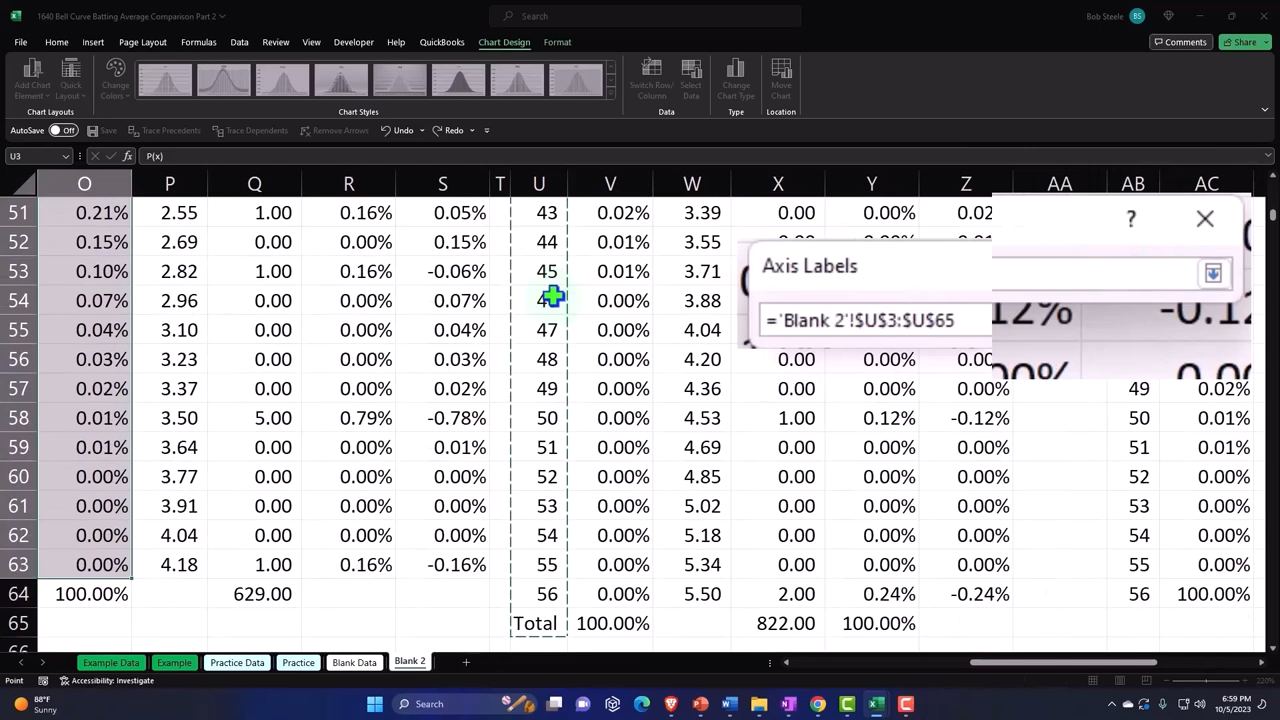 1640 Bell Curve Batting Average Comparison Part 2
Search
Bob Steele
BS
File Home Insert Page Layout Formulas Data Review View Developer Help QuickBooks Chart Design Format
Comments
Share
Add Chart Element
Quick Layout
Change Colors
Switch Row/ Column
Select Data
Change Chart Type
Move Chart
Chart Layouts
Chart Styles
Data
Type
Location
AutoSave Off Save Trace Precedents Trace Dependents Remove Arrows Undo Redo
U3 fx P(x)
O P Q R S T U V W X Y Z AA AB AC
51 0.21% 2.55 1.00 0.16% 0.05% 43 0.02% 3.39 0.00 0.00% 0.02
52 0.15% 2.69 0.00 0.00% 0.15% 44 0.01% 3.55
53 0.10% 2.82 1.00 0.16% -0.06% 45 0.01% 3.71
54 0.07% 2.96 0.00 0.00% 0.07% 3.88
55 0.04% 3.10 0.00 0.00% 0.04% 47 0.00% 4.04
56 0.03% 3.23 0.00 0.00% 0.03% 48 0.00% 4.20 0.00 0.00%
57 0.02% 3.37 0.00 0.00% 0.02% 49 0.00% 4.36 0.00 0.00% 0.00% 49 0.02%
58 0.01% 3.50 5.00 0.79% -0.78% 50 0.00% 4.53 1.00 0.12% -0.12% 50 0.01%
59 0.01% 3.64 0.00 0.00% 0.01% 51 0.00% 4.69 0.00 0.00% 0.00% 51 0.01%
60 0.00% 3.77 0.00 0.00% 0.00% 52 0.00% 4.85 0.00 0.00% 0.00% 52 0.00%
61 0.00% 3.91 0.00 0.00% 0.00% 53 0.00% 5.02 0.00 0.00% 0.00% 53 0.00%
62 0.00% 4.04 0.00 0.00% 0.00% 54 0.00% 5.18 0.00 0.00% 0.00% 54 0.00%
63 0.00% 4.18 1.00 0.16% -0.16% 55 0.00% 5.34 0.00 0.00% 0.00% 55 0.00%
64 100.00% 629.00 56 0.00% 5.50 2.00 0.24% -0.24% 56 100.00%
65 Total 100.00% 822.00 100.00%
?
Axis Labels
='Blank 2'!$U$3:$U$65
Example Data Example Practice Data Practice Blank Data Blank 2
Point Accessibility: Investigate
220%
88°F
Sunny
Search
6:59 PM
10/5/2023